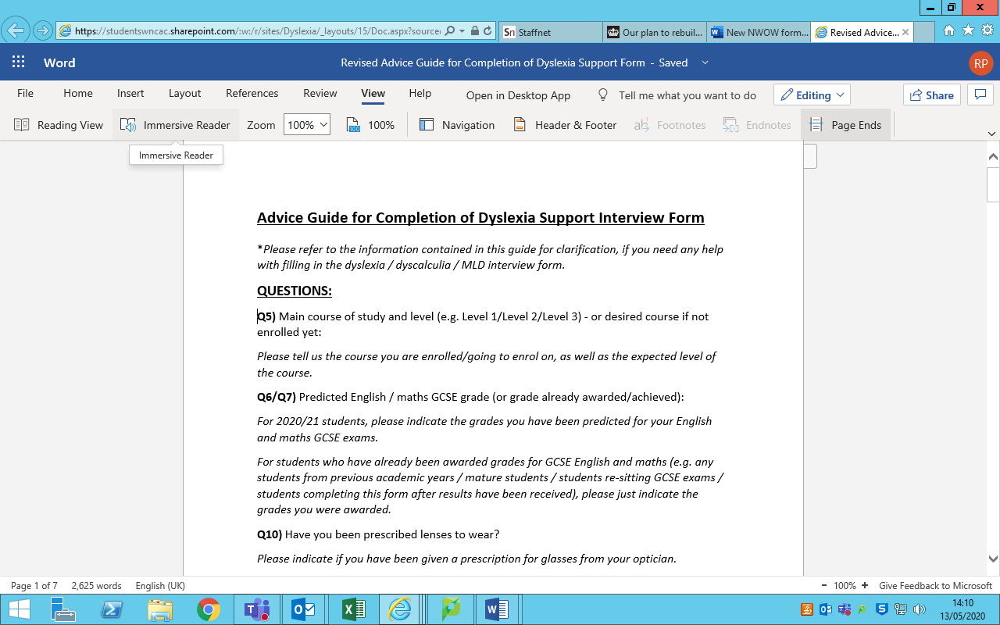 https://studentswncac.sharepoint.com/:w:/r/sites/Dyslexia/_layouts/15/Doc.aspx?source
Staffnet
Our plan to rebuil...
New NWOW form...
Revised Advice...
Word
Revised Advice Guide for Completion of Dyslexia Support Form - Saved
RP
File Home Insert Layout References Review View Help Open in Desktop App Tell me what you want to do Editing Share
Reading View Immersive Reader Zoom 100% 100% Navigation Header & Footer Footnotes Endnotes Page Ends
Immersive Reader
Advice Guide for Completion of Dyslexia Support Interview Form
*Please refer to the information contained in this guide for clarification, if you need any help
with filling in the dyslexia / dyscalculia / MLD interview form.
QUESTIONS:
Q5) Main course of study and level (e.g. Level 1/Level 2/Level 3) - or desired course if not
enrolled yet:
Please tell us the course you are enrolled/going to enrol on, as well as the expected level of
the course.
Q6/Q7) Predicted English / maths GCSE grade (or grade already awarded/achieved):
For 2020/21 students, please indicate the grades you have been predicted for your English
and maths GCSE exams.
For students who have already been awarded grades for GCSE English and maths (e.g. any
students from previous academic years / mature students / students re-sitting GCSE exams /
students completing this form after results have been received), please just indicate the
grades you were awarded.
Q10) Have you been prescribed lenses to wear?
Please indicate if you have been given a prescription for glasses from your optician.
Page 1 of 7 2,625 words English (UK) - 100% + Give Feedback to Microsoft
14:10
13/05/2020